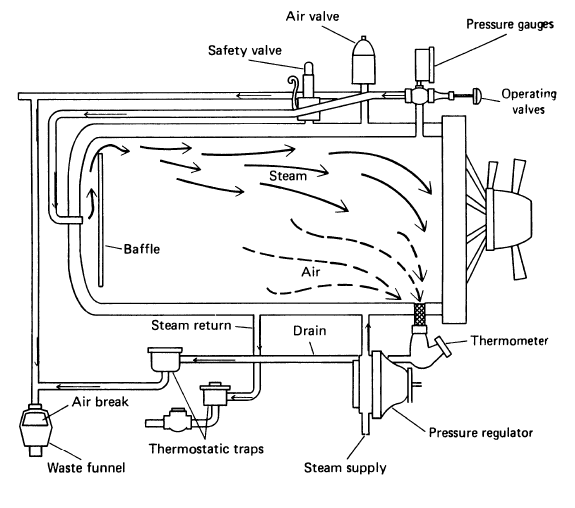 Air valve
Pressure gauges
Safety valve
Operating
valves
Steam
Baffle
Air
Steam return
Drain
Thermometer
Air break
Thermostatic traps
Pressure regulator
Waste funnel
Steam supply